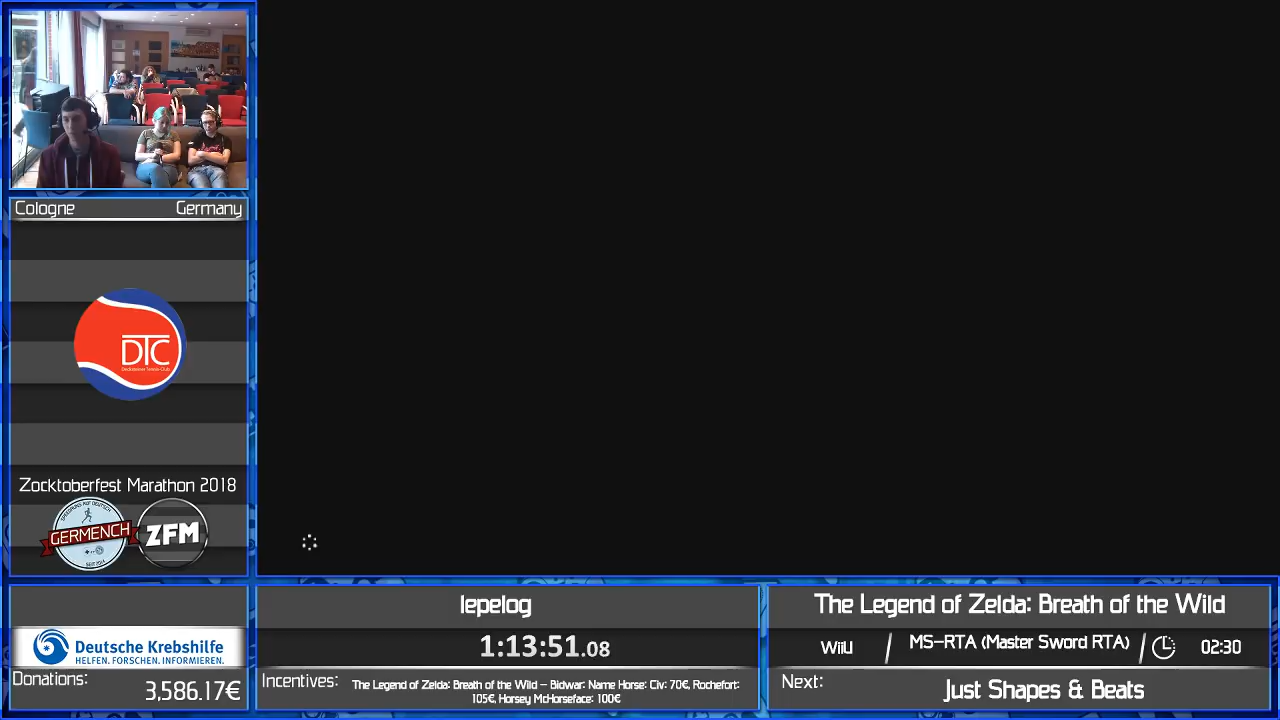 Cologne Germany
DTC
Zocktoberfest Marathon 2018
GERMENCH
ZFM
lepelog
1:13:51.08
The Legend of Zelda: Breath of the Wild
WiiU / MS-RTA (Master Sword RTA) / 02:30
Deutsche Krebshilfe
HELFEN. FORSCHEN. INFORMIEREN.
Donations: 3,586.17€
Incentives: The Legend of Zelda: Breath of the Wild - Bidwar: Name Horse: Civ: 70€, Rochefort:
105€, Horsey McHorseface: 100€
Next: Just Shapes & Beats